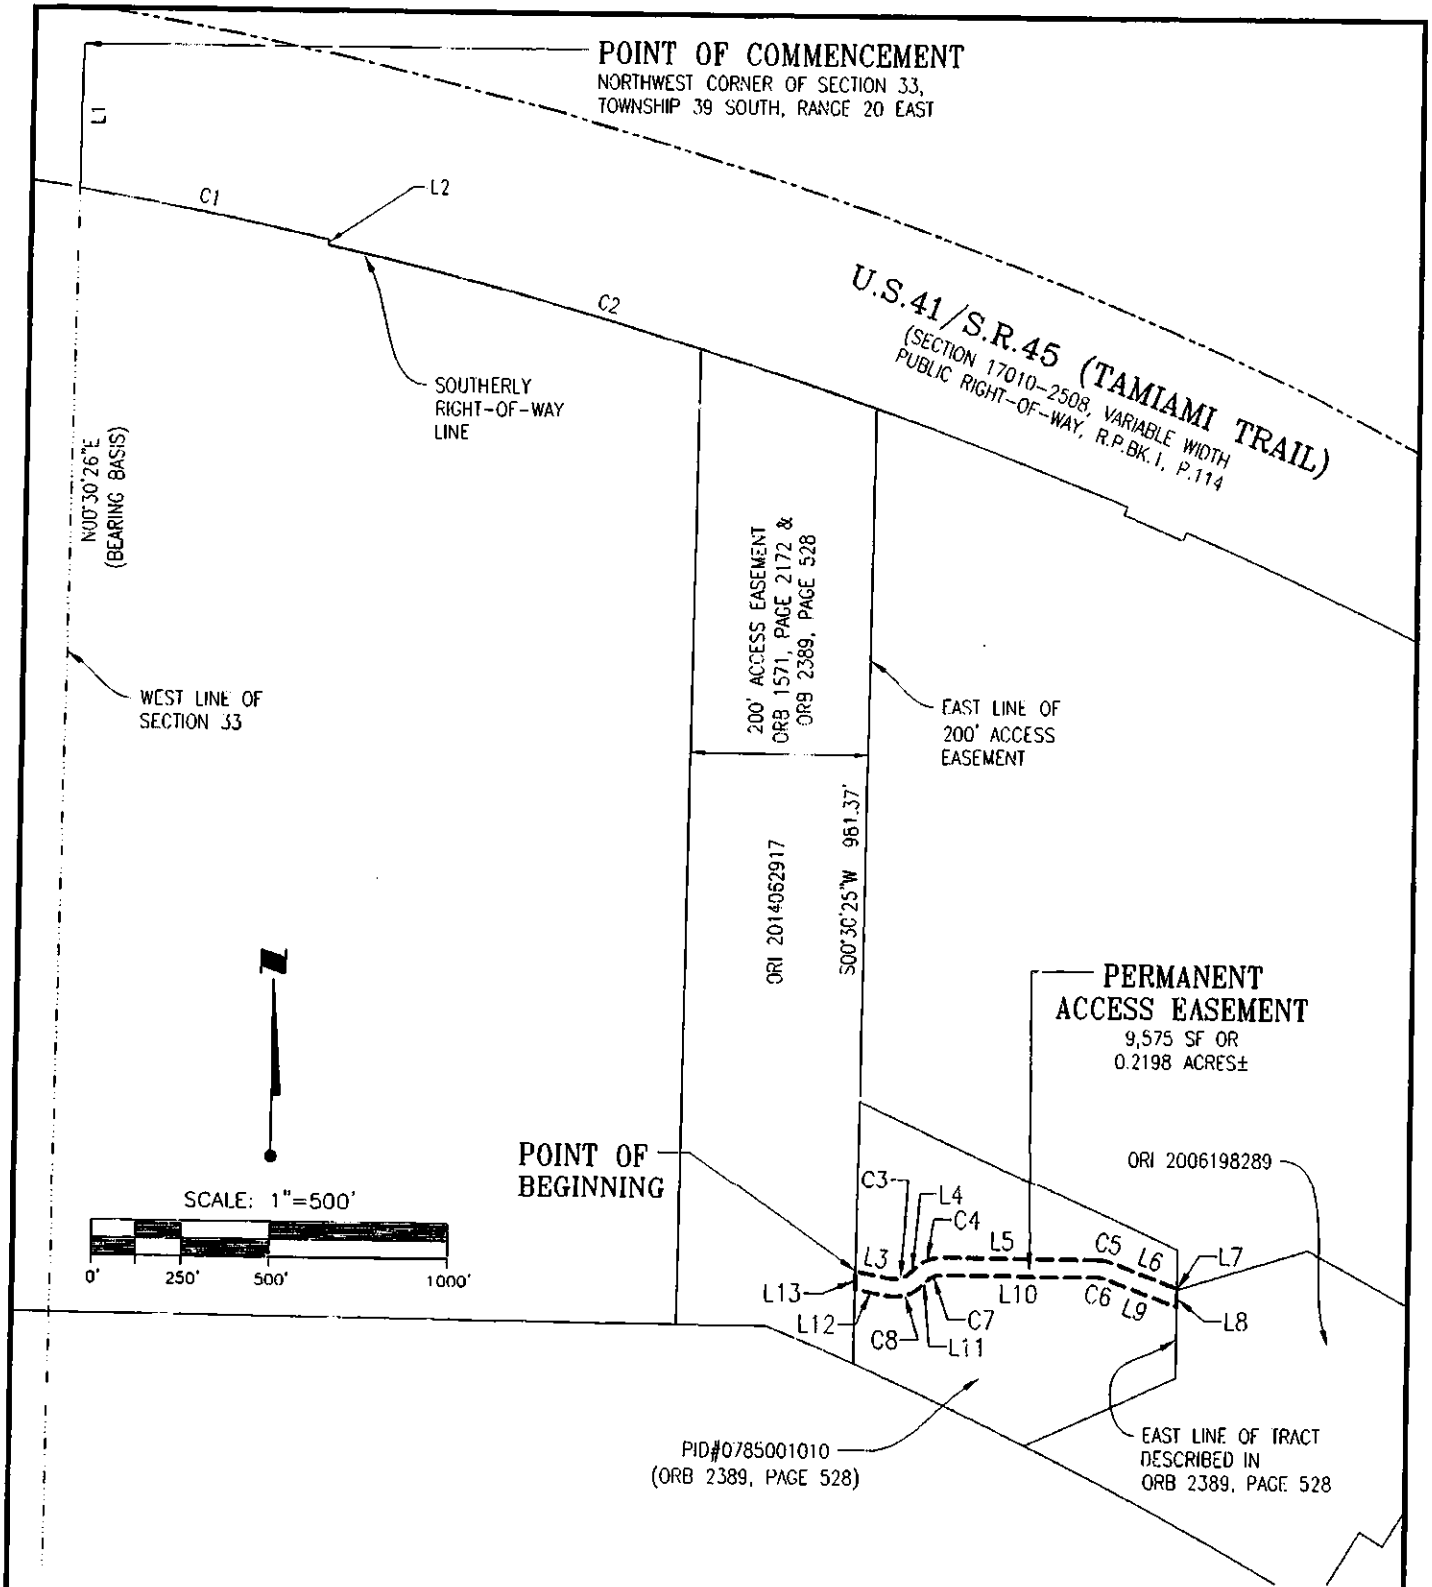 POINT OF COMMENCEMENT
NORTHWEST CORNER OF SECTION 33,
TOWNSHIP 39 SOUTH, RANGE 20 EAST
L1
C1
L2
C2
SOUTHERLY
RIGHT-OF-WAY
LINE
U.S.41/S.R.45 (TAMIAMI TRAIL)
(SECTION 17010-2508, VARIABLE WIDTH
PUBLIC RIGHT-OF-WAY, R.P.BK.1, P.114
N00°30'26"E
(BEARING BASIS)
200' ACCESS EASEMENT
ORB 1571, PAGE 2172 &
ORB 2389, PAGE 528
WEST LINE OF
SECTION 33
EAST LINE OF
200' ACCESS
EASEMENT
ORI 2014062917
S00°30'25"W 981.37'
PERMANENT
ACCESS EASEMENT
9,575 SF OR
0.2198 ACRES±
POINT OF
BEGINNING
ORI 2006198289
SCALE: 1"=500'
0' 250' 500' 1000'
C3
L4
C4
L3
L5
C5
L6
L7
L13
L12
C8
L11
C7
L10
C6
L9
L8
PID#0785001010
(ORB 2389, PAGE 528)
EAST LINE OF TRACT
DESCRIBED IN
ORB 2389, PAGE 528